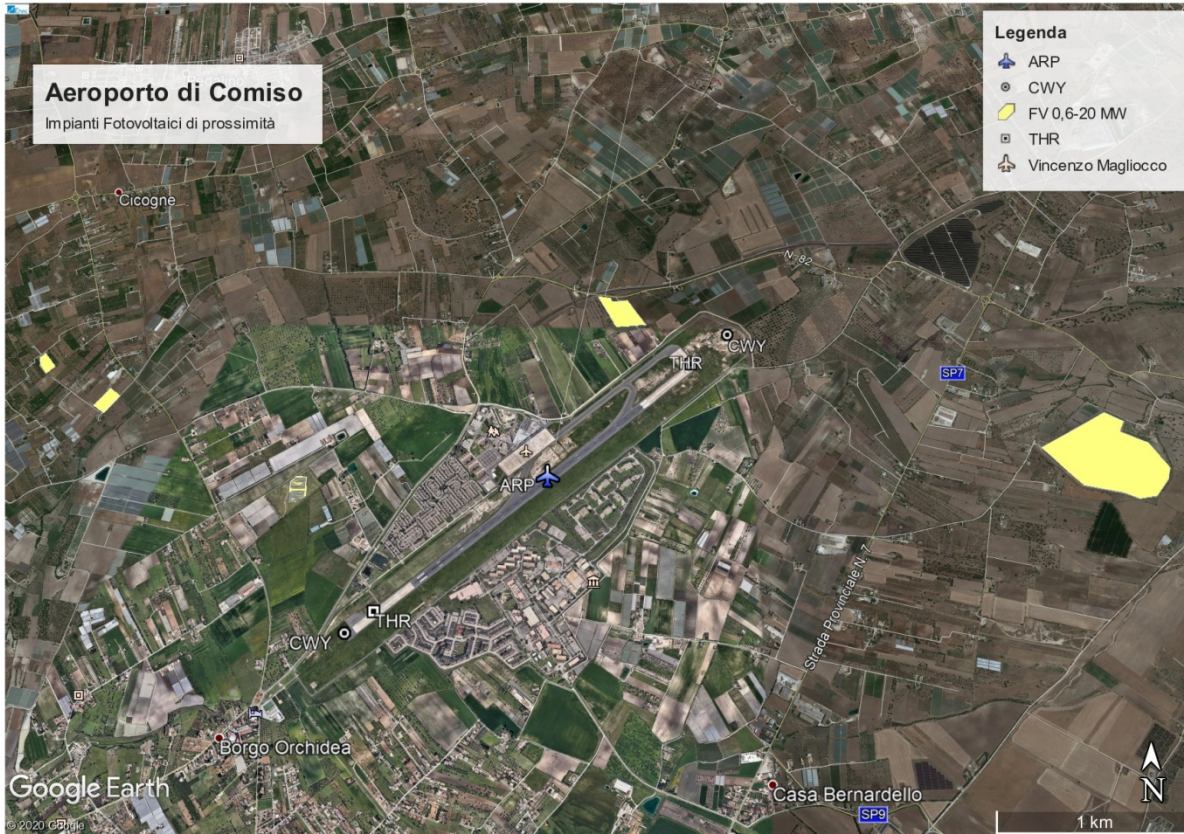 Aeroporto di Comiso
Impianti Fotovoltaici di prossimità
Legenda
ARP
CWY
FV 0,6-20 MW
THR
Vincenzo Magliocco
Cicogne
N. 82
CWY
THR
SP7
ARP
Strada Provinciale N. 7
THR
CWY
Borgo Orchidea
Casa Bernardello
Google Earth
SP9
N
© 2020 Google
1 km